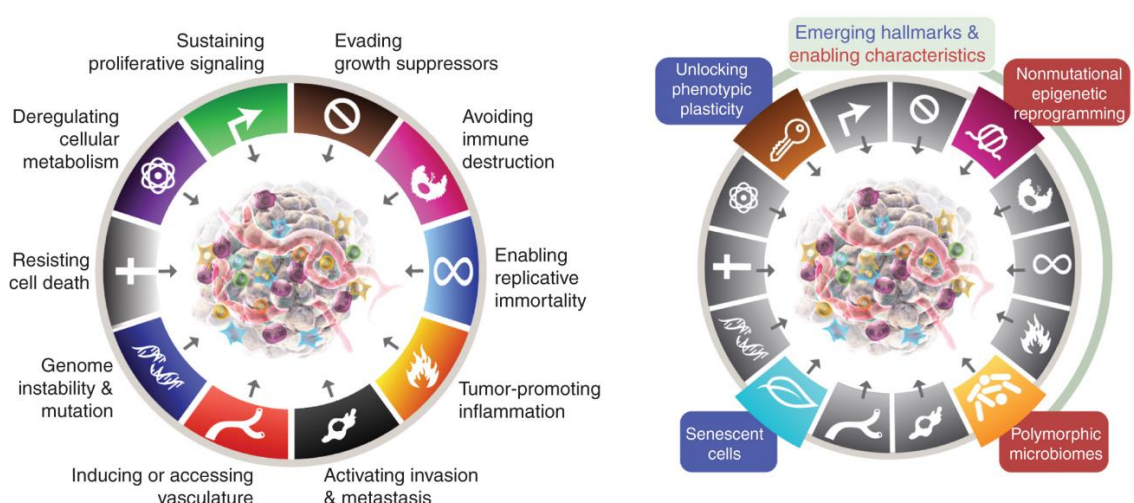 Sustaining
proliferative signaling
Evading
growth suppressors
Deregulating
cellular
metabolism
Avoiding
immune
destruction
Resisting
cell death
Enabling
replicative
immortality
Genome
instability &
mutation
Tumor-promoting
inflammation
Inducing or accessing
vasculature
Activating invasion
& metastasis
Emerging hallmarks &
enabling characteristics
Unlocking
phenotypic
plasticity
Nonmutational
epigenetic
reprogramming
Senescent
cells
Polymorphic
microbiomes